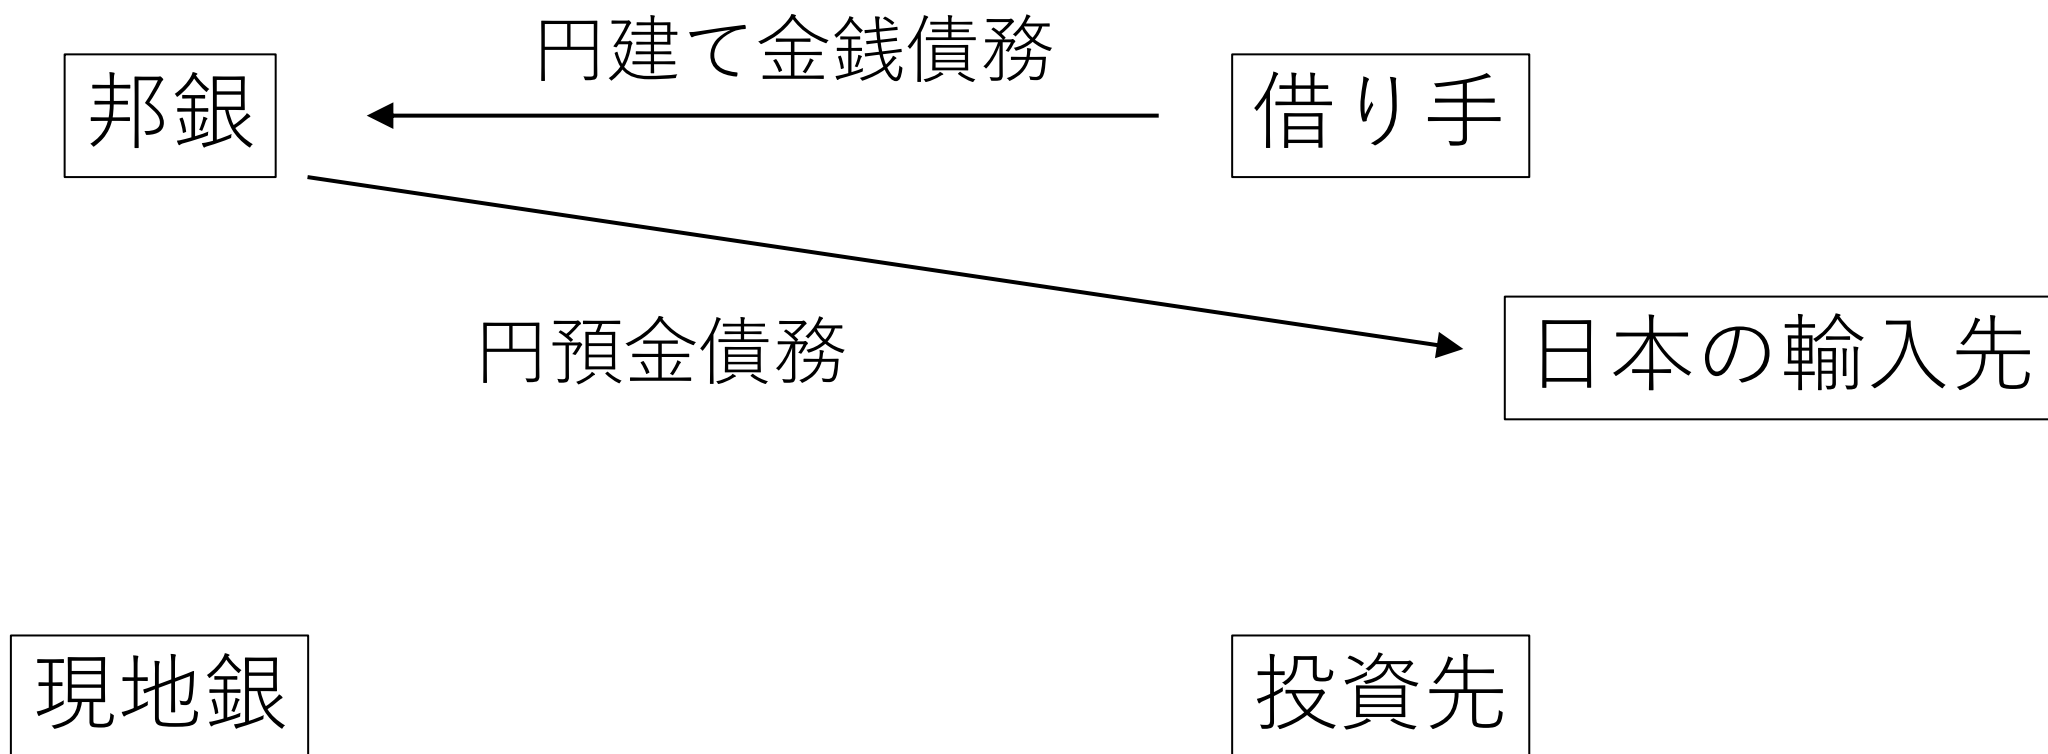 円建て金銭債務
邦銀
借り手
円預金債務
日本の輸入先
現地銀
投資先